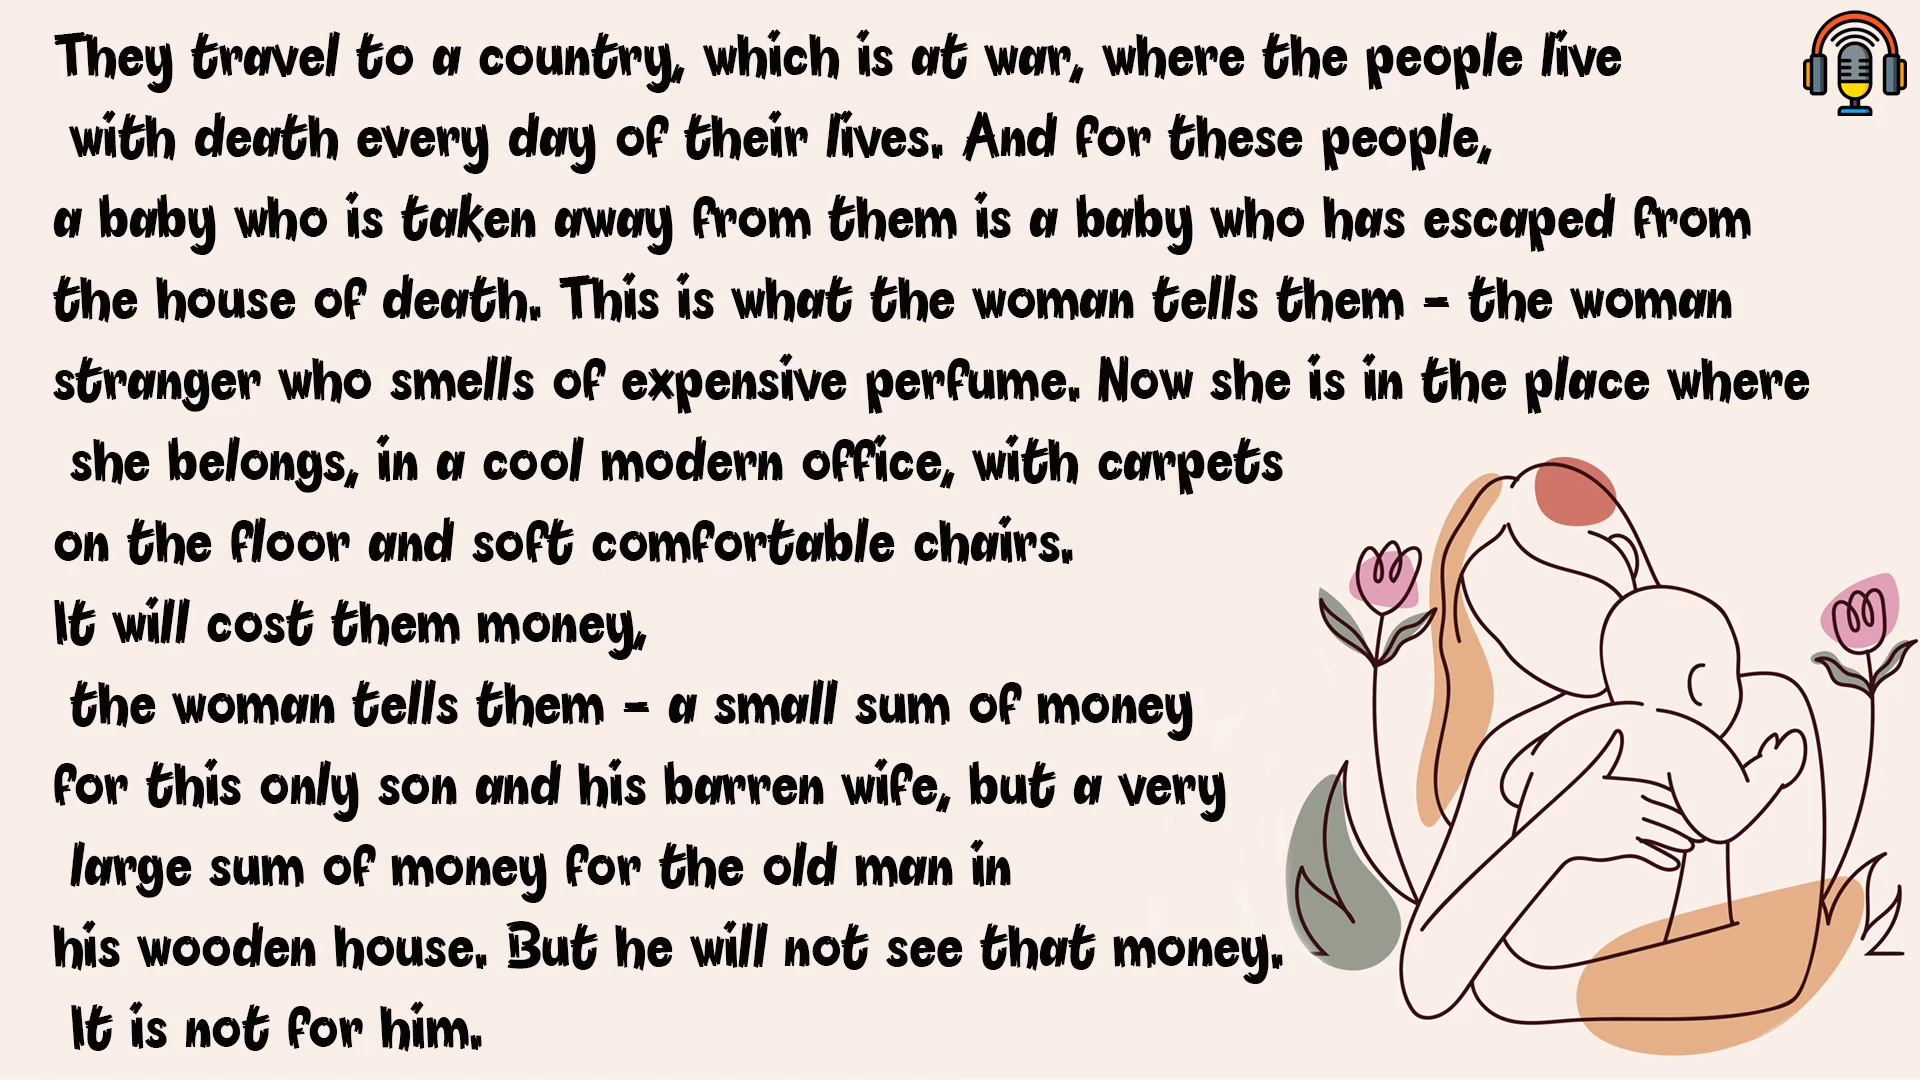 They travel to a country, which is at war, where the people live
with death every day of their lives. And for these people,
a baby who is taken away from them is a baby who has escaped from
the house of death. This is what the woman tells them – the woman
stranger who smells of expensive perfume. Now she is in the place where
she belongs, in a cool modern office, with carpets
on the floor and soft comfortable chairs.
It will cost them money,
the woman tells them – a small sum of money
for this only son and his barren wife, but a very
large sum of money for the old man in
his wooden house. But he will not see that money.
It is not for him.